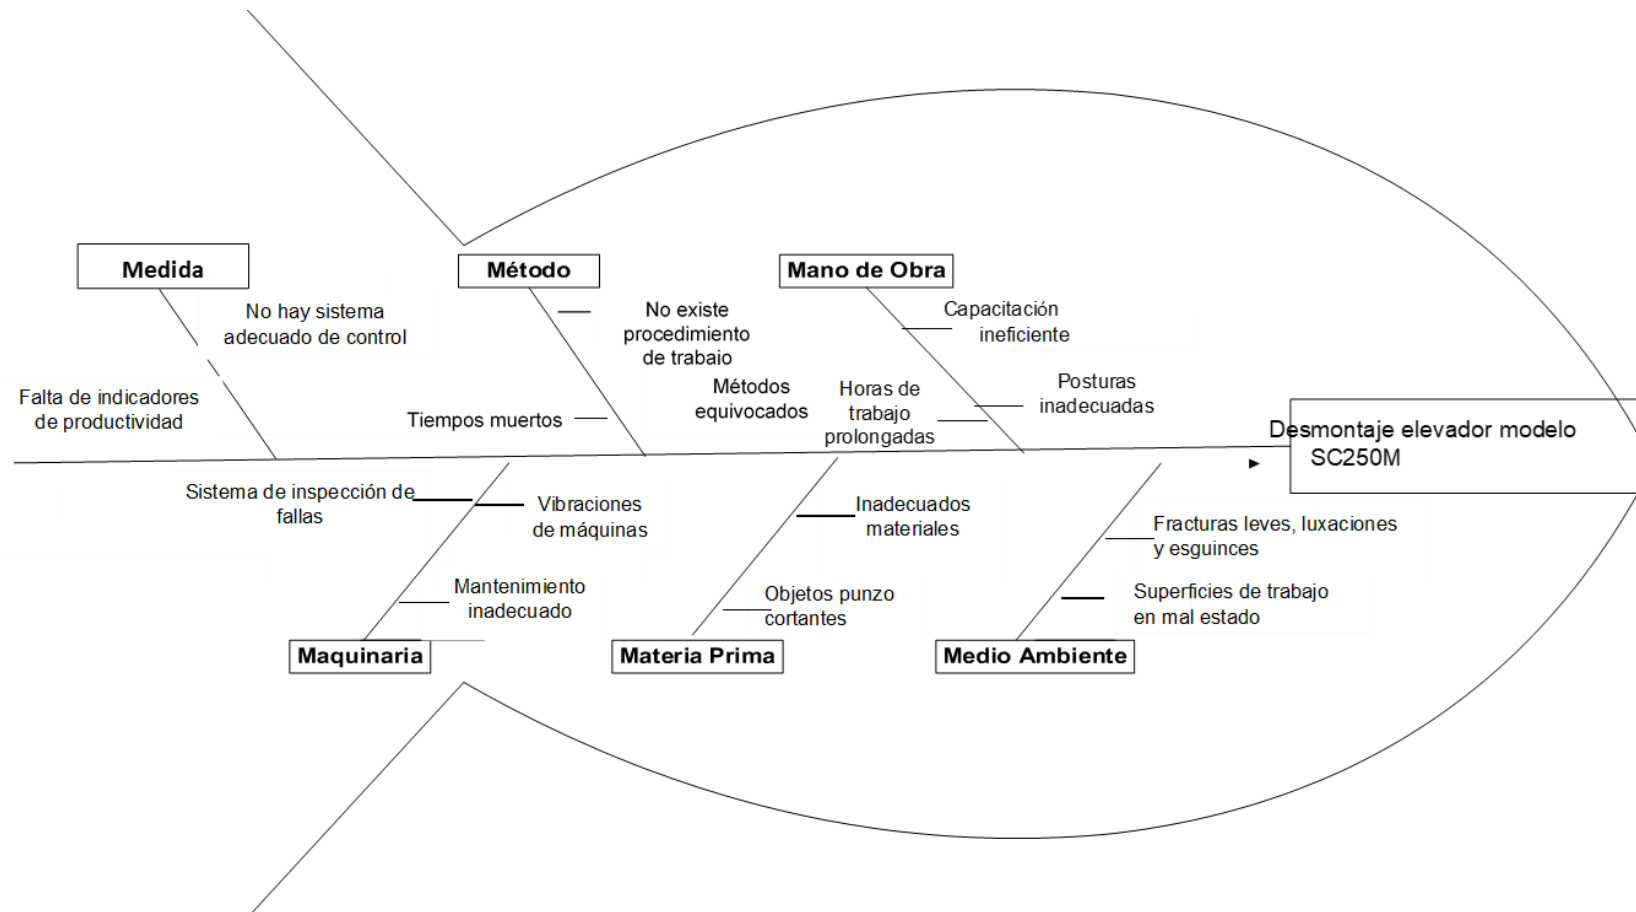 Medida
Método
Mano de Obra
No hay sistema
adecuado de control
No existe
procedimiento
de trabaio
Capacitación
ineficiente
Falta de indicadores
de productividad
Tiempos muertos
Métodos
equivocados
Horas de
trabajo
prolongadas
Posturas
inadecuadas
Desmontaje elevador modelo
SC250M
Sistema de inspección de
fallas
Vibraciones
de máquinas
Inadecuados
materiales
Fracturas leves, luxaciones
y esguinces
Mantenimiento
inadecuado
Objetos punzo
cortantes
Superficies de trabajo
en mal estado
Maquinaria
Materia Prima
Medio Ambiente